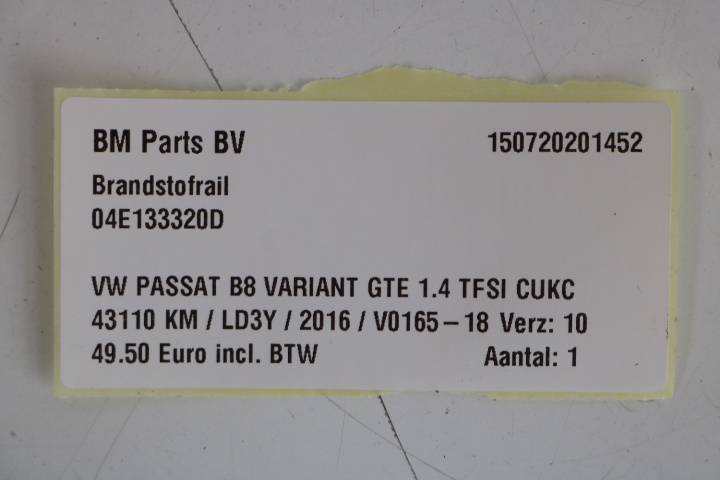 BM Parts BV 150720201452
Brandstofrail
04E133320D
VW PASSAT B8 VARIANT GTE 1.4 TFSI CUKC
43110 KM / LD3Y / 2016 / V0165-18 Verz: 10
49.50 Euro incl. BTW Aantal: 1